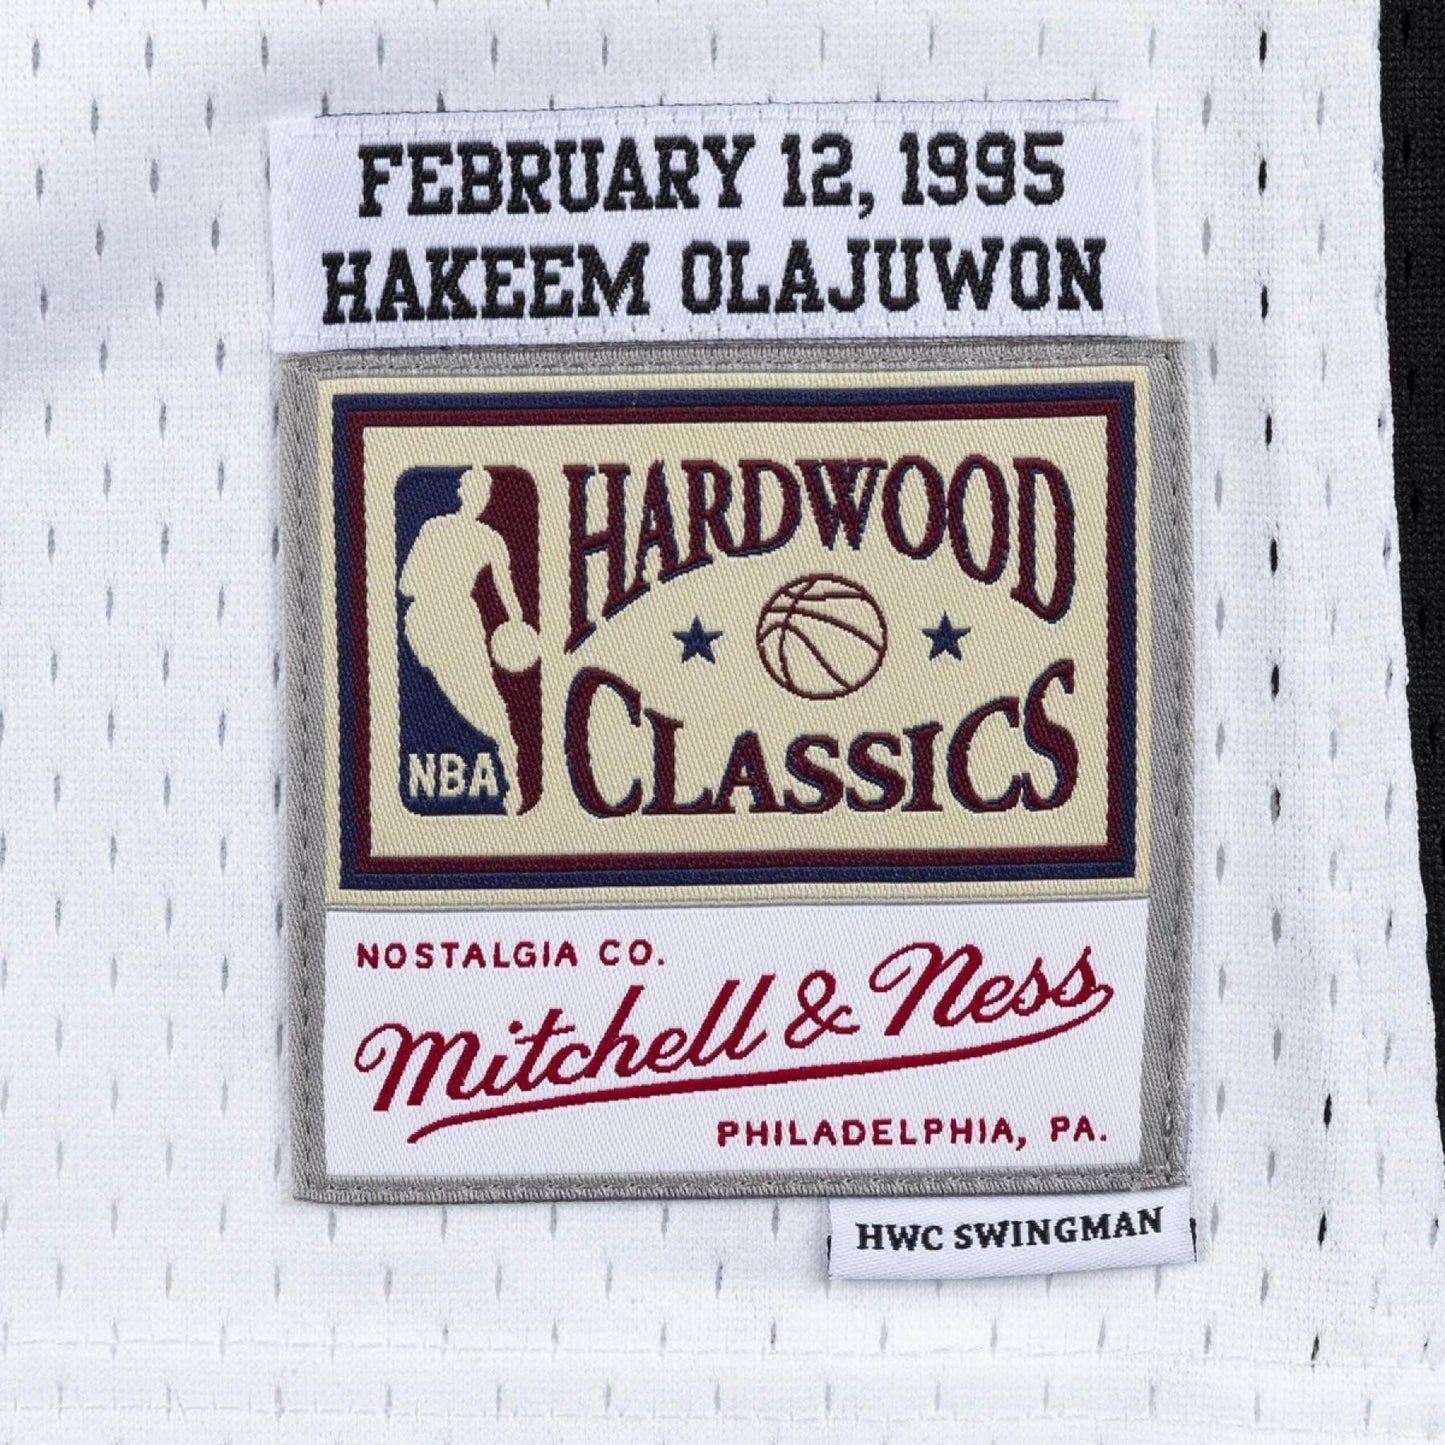 FEBRUARY 12, 1995
HAKEEM OLAJUWON
HARDWOOD
CLASSICS
NBA
NOSTALGIA CO.
Mitchell & Ness
PHILADELPHIA, PA.
HWC SWINGMAN